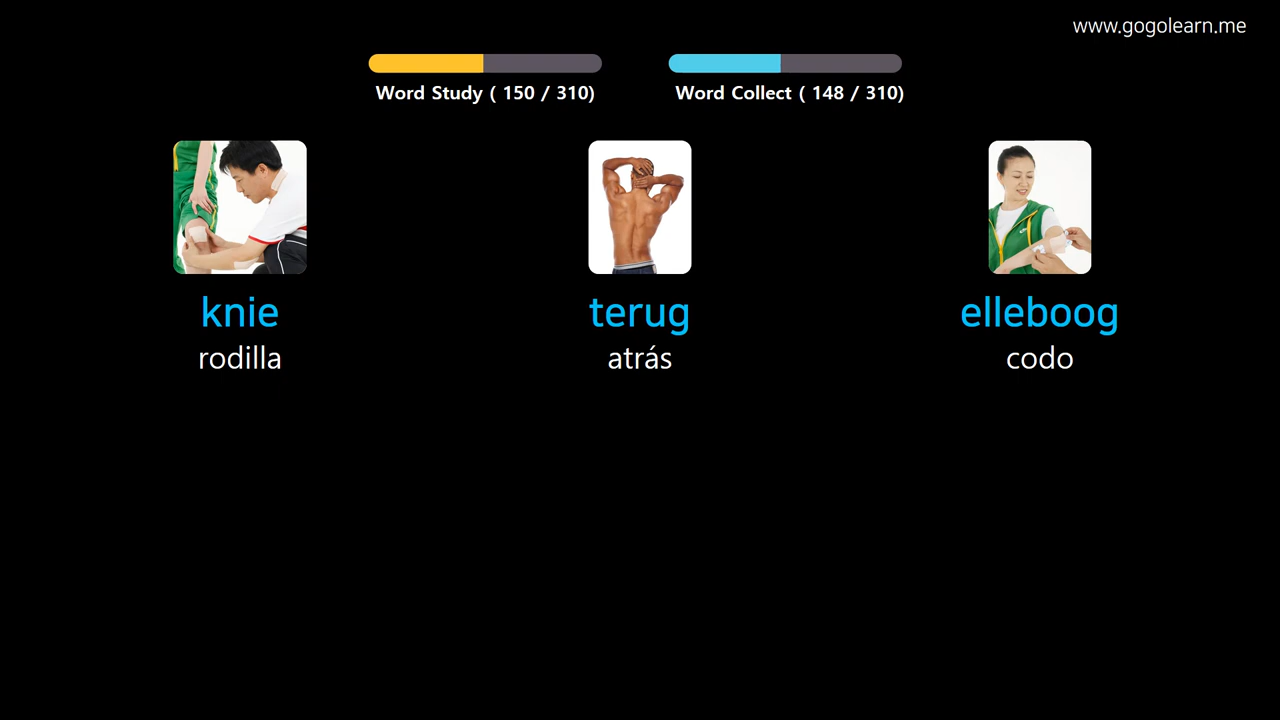 www.gogolearn.me
Word Study ( 150 / 310)
Word Collect ( 148 / 310)
knie
terug
elleboog
rodilla
atrás
codo